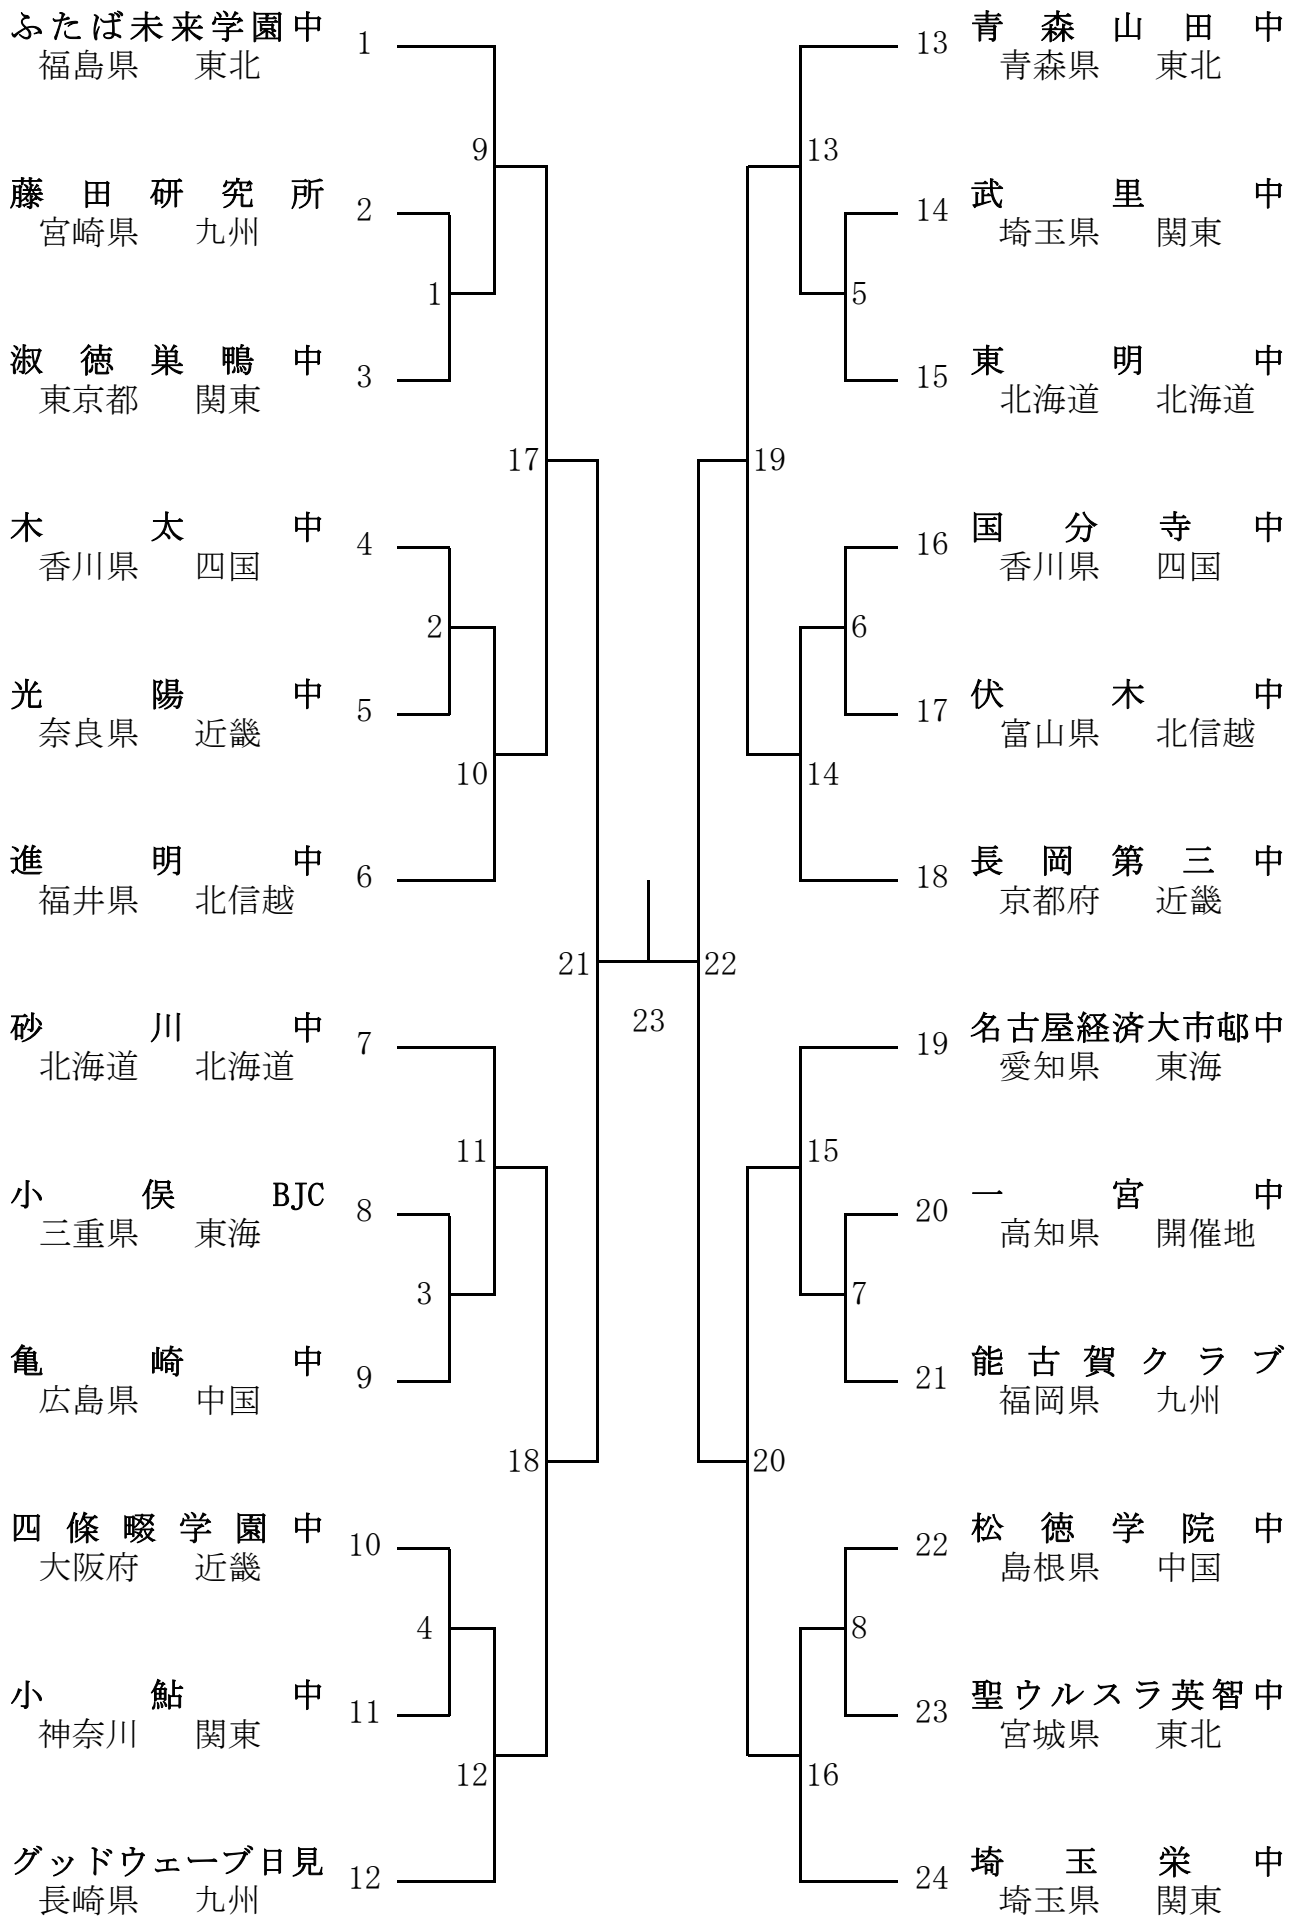 ふたば未来学園中 1
福島県 東北
9
藤田研究所 2
宮崎県 九州
1
淑徳巣鴨中 3
東京都 関東
17
木太中 4
香川県 四国
2
光陽中 5
奈良県 近畿
10
進明中 6
福井県 北信越
21
砂川中 7
北海道 北海道
11
小俣BJC 8
三重県 東海
3
亀崎中 9
広島県 中国
18
四條畷学園中 10
大阪府 近畿
4
小鮎中 11
神奈川 関東
12
グッドウェーブ日見 12
長崎県 九州
23
13 青森山田中
青森県 東北
13
14 武里中
埼玉県 関東
5
15 東明中
北海道 北海道
19
16 国分寺中
香川県 四国
6
17 伏木中
富山県 北信越
14
18 長岡第三中
京都府 近畿
22
19 名古屋経済大市邨中
愛知県 東海
15
20 一宮中
高知県 開催地
7
21 能古賀クラブ
福岡県 九州
20
22 松徳学院中
島根県 中国
8
23 聖ウルスラ英智中
宮城県 東北
16
24 埼玉栄中
埼玉県 関東